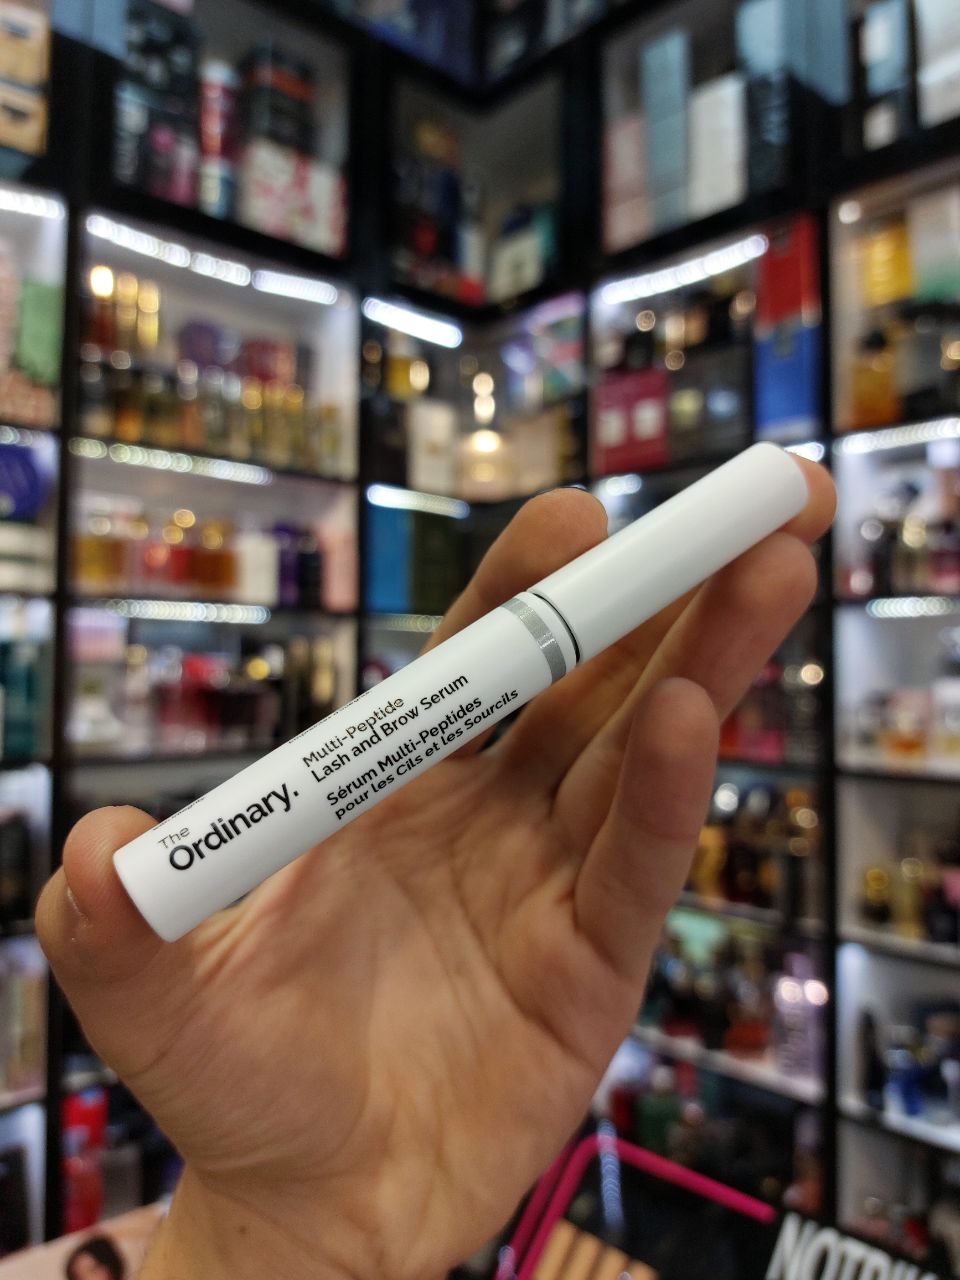 The
Ordinary.
Multi-Peptide
Lash and Brow Serum
Sérum Multi-Peptides
pour les Cils et les Sourcils